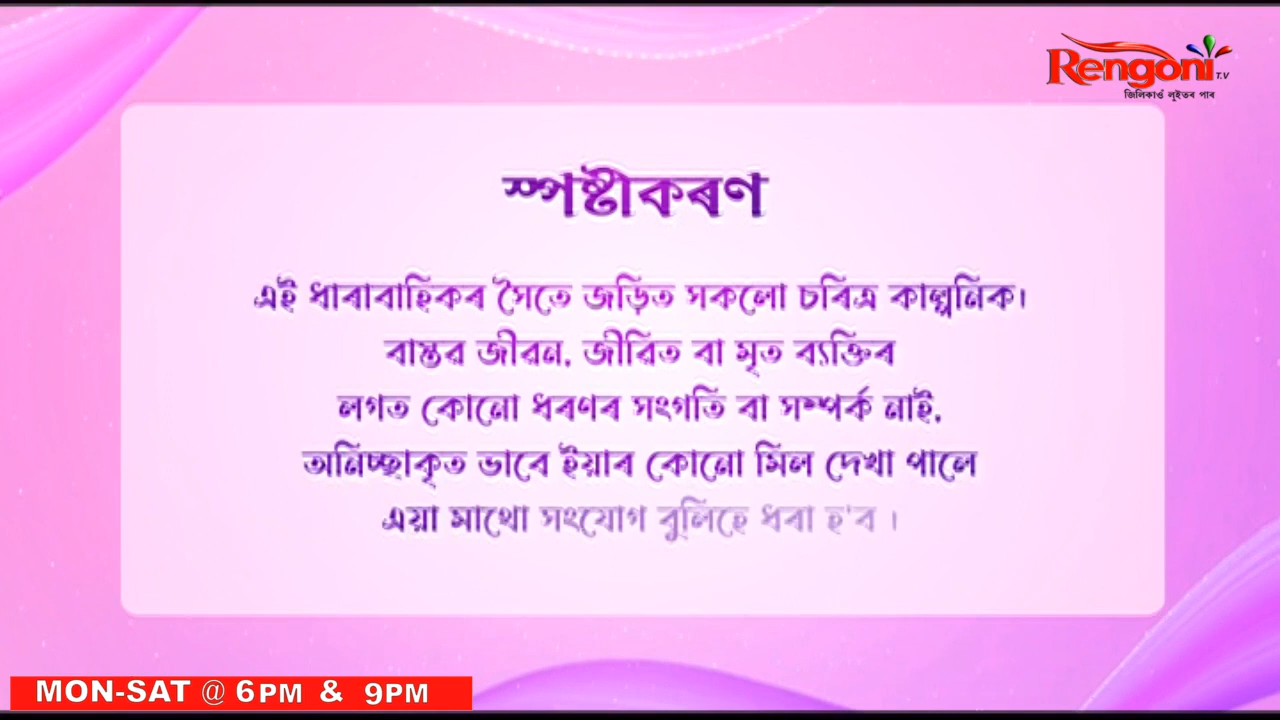 Rengoni T.V
জিলিকাওঁ লুইতৰ পাৰ
স্পষ্টীকৰণ
এই ধাৰাবাহিকৰ সৈতে জড়িত সকলো চৰিত্ৰ কাল্পনিক।
বাস্তৱ জীৱন, জীৱিত বা মৃত ব্যক্তিৰ
লগত কোনো ধৰণৰ সংগতি বা সম্পৰ্ক নাই,
অনিচ্ছাকৃত ভাবে ইয়াৰ কোনো মিল দেখা পালে
এয়া মাথো সংযোগ বুলিহে ধৰা হ'ব ।
MON-SAT @ 6PM & 9PM